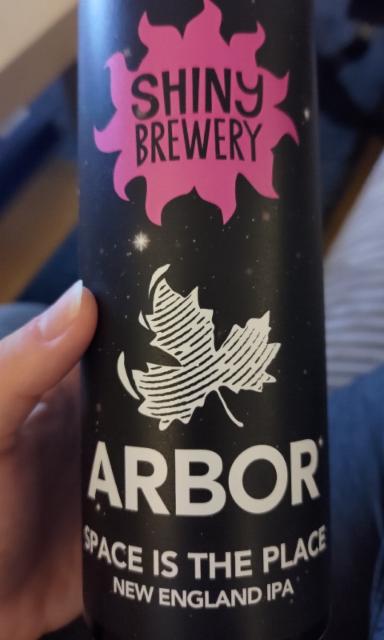 SHINY
BREWERY
ARBOR
SPACE IS THE PLACE
NEW ENGLAND IPA